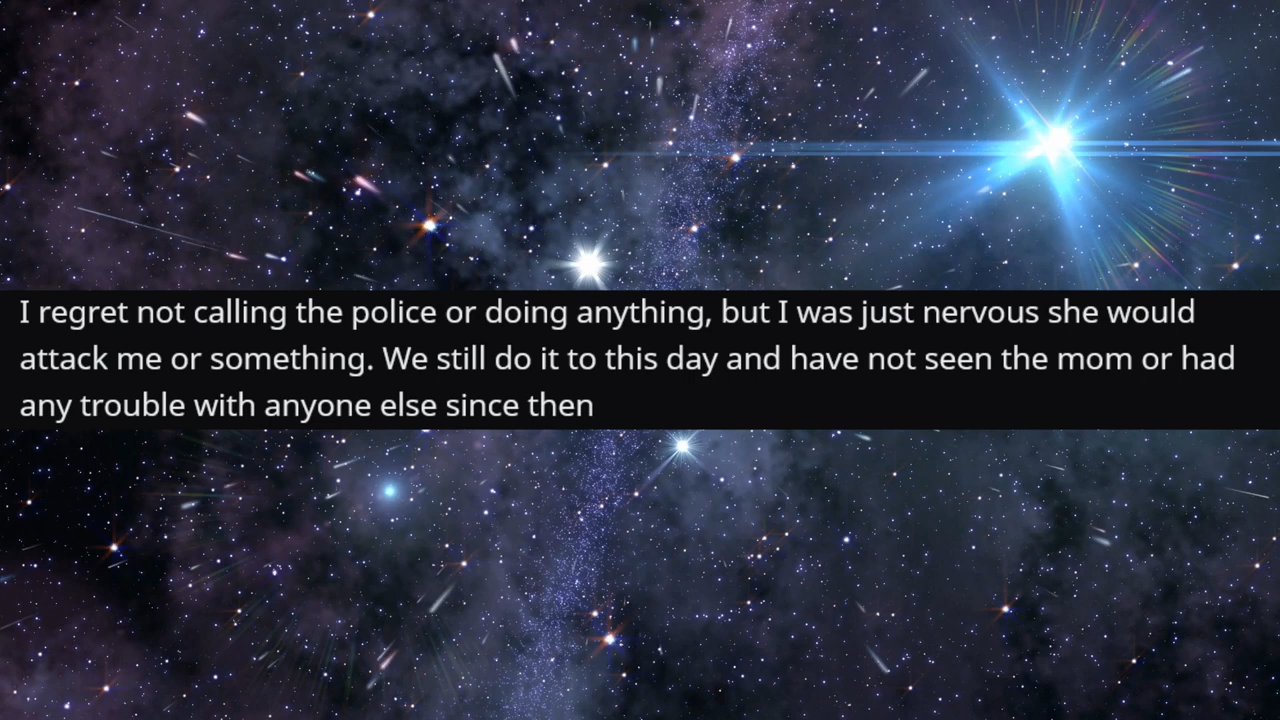 I regret not calling the police or doing anything, but I was just nervous she would
attack me or something. We still do it to this day and have not seen the mom or had
any trouble with anyone else since then